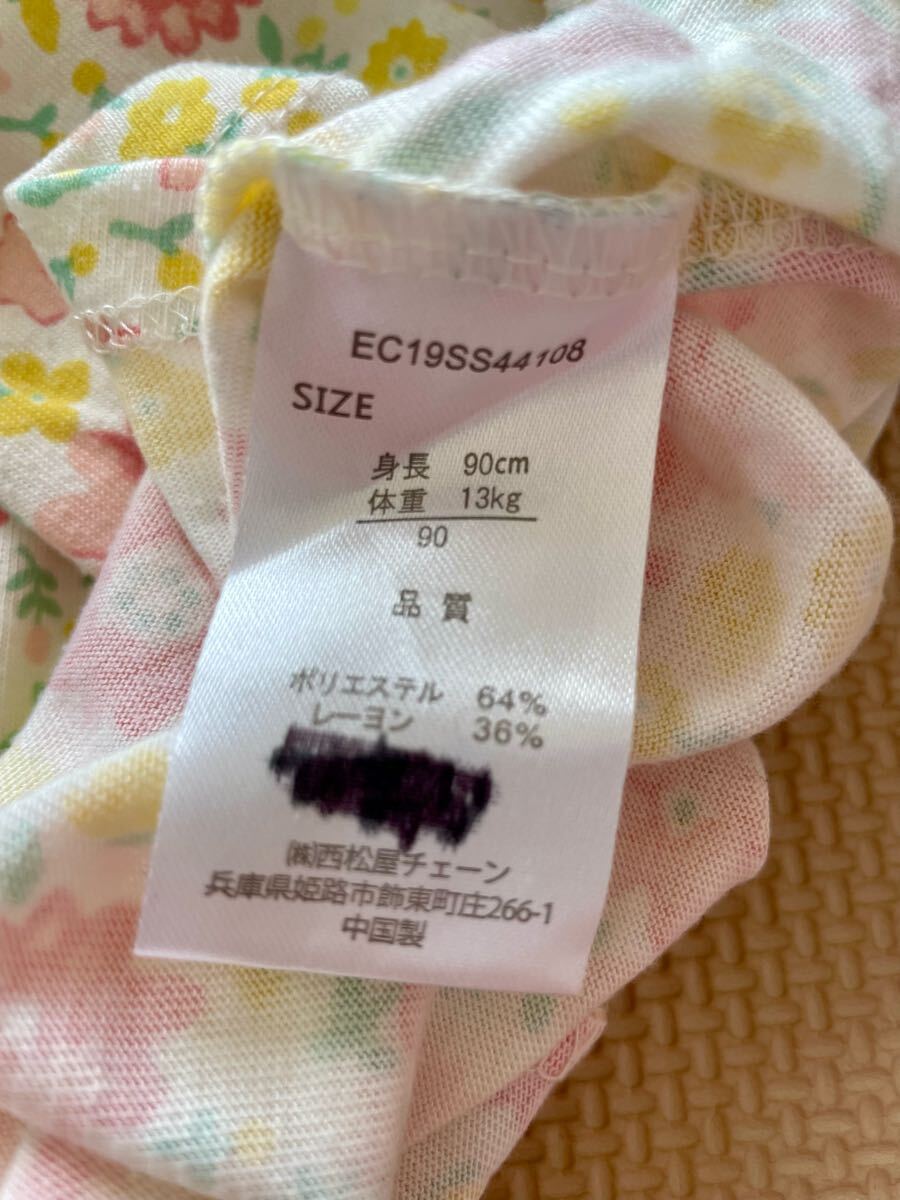 EC19SS44108
SIZE
身長 90cm
体重 13kg
90
品質
ポリエステル 64%
レーヨン 36%
㈱西松屋チェーン
兵庫県姫路市飾東町庄266-1
中国製